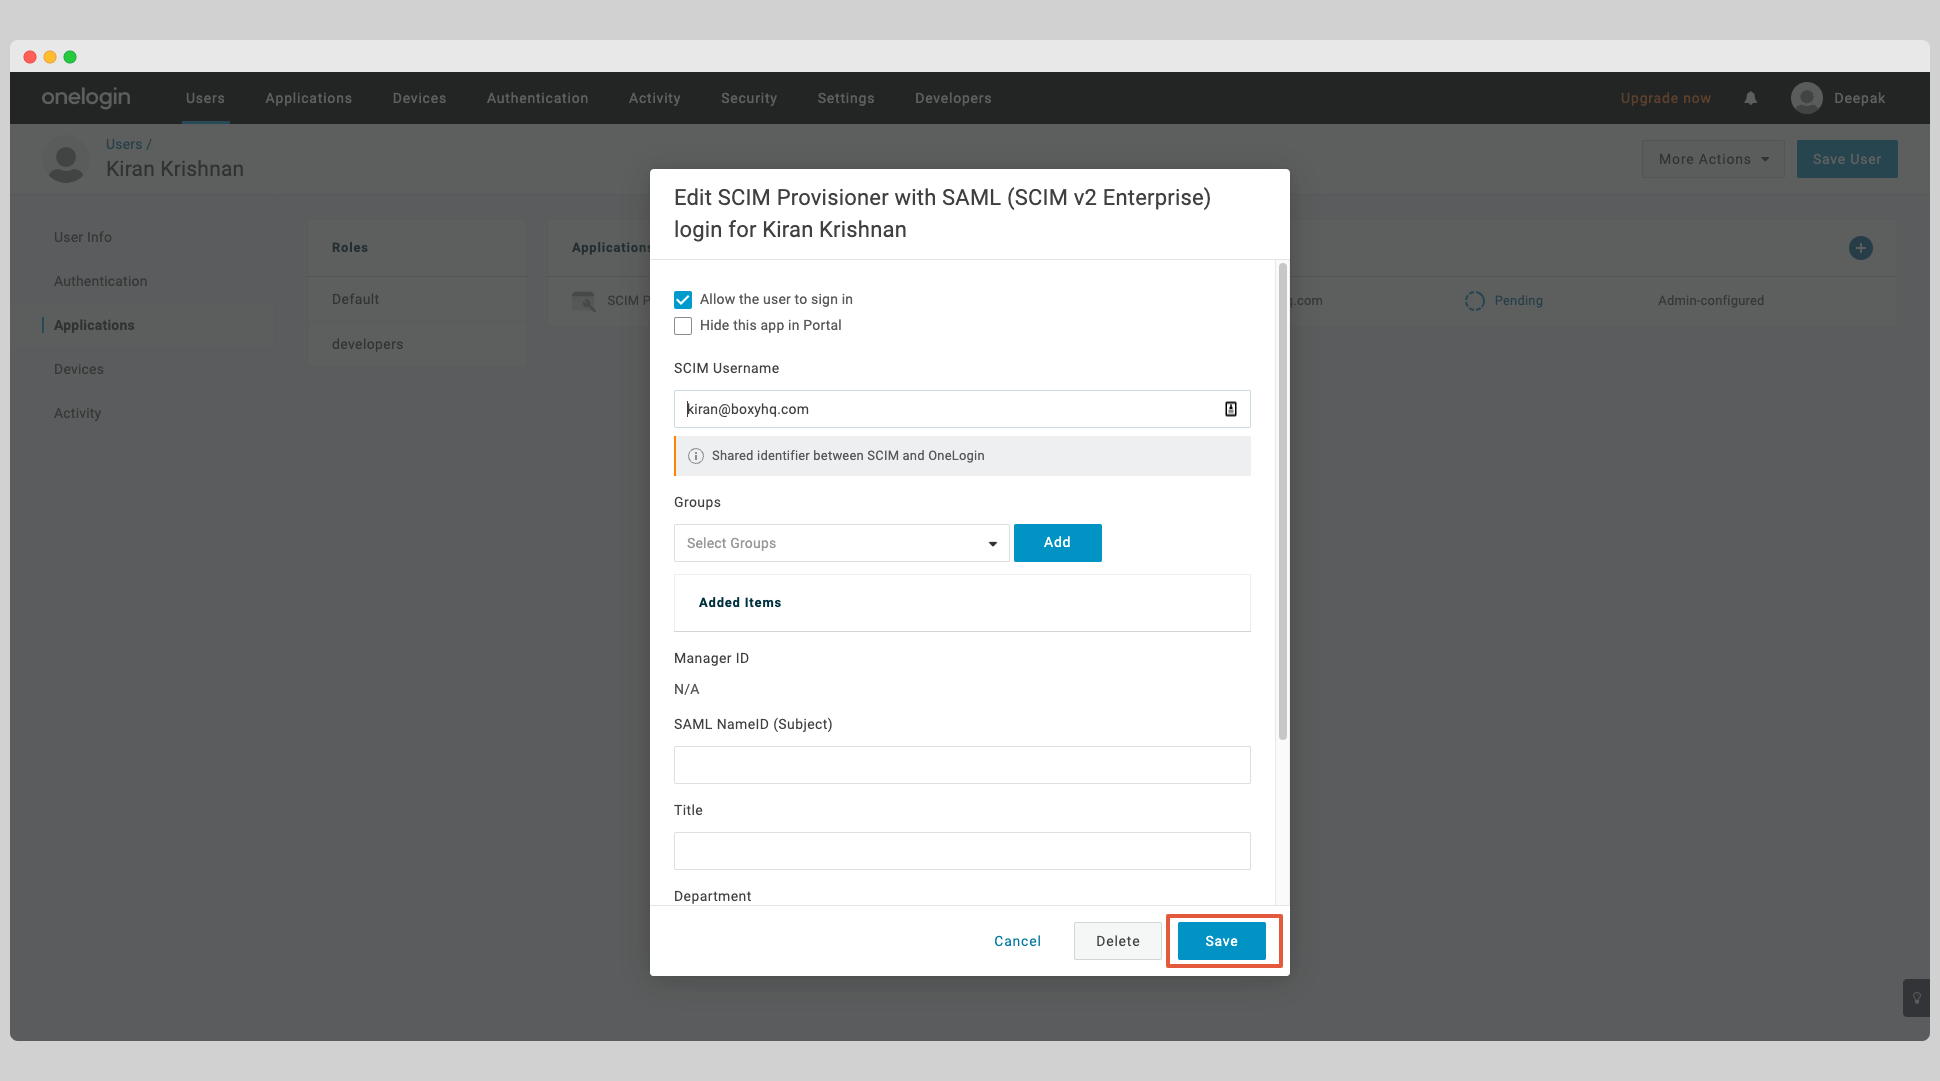 onelogin
Users
Applications
Devices
Authentication
Activity
Security
Settings
Developers
Upgrade now
Deepak
Users /
Kiran Krishnan
More Actions
Save User
User Info
Authentication
Applications
Devices
Activity
Roles
Default
developers
Applications
SCIM P
.com
Pending
Admin-configured
Edit SCIM Provisioner with SAML (SCIM v2 Enterprise)
login for Kiran Krishnan
Allow the user to sign in
Hide this app in Portal
SCIM Username
kiran@boxyhq.com
Shared identifier between SCIM and OneLogin
Groups
Select Groups
Add
Added Items
Manager ID
N/A
SAML NameID (Subject)
Title
Department
Cancel
Delete
Save